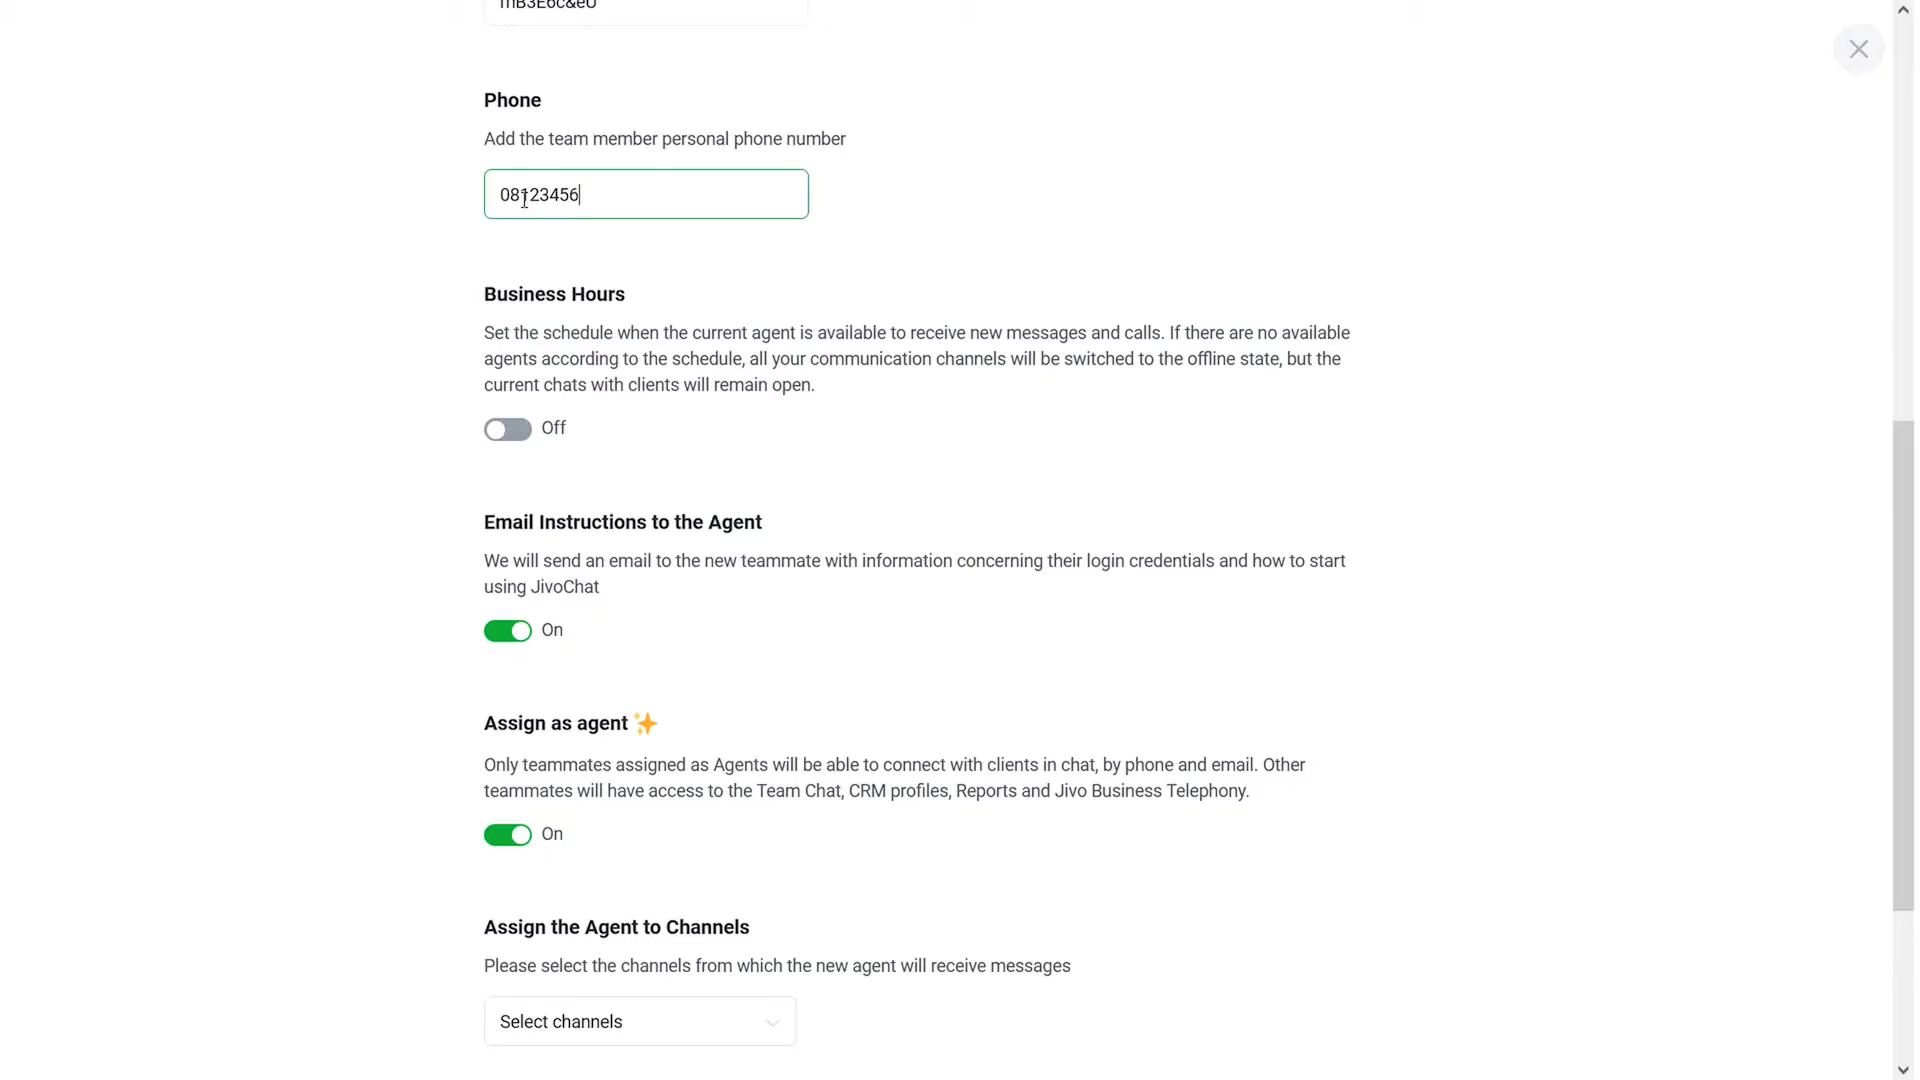 mB3E6c&eU
Phone
Add the team member personal phone number
08123456
Business Hours
Set the schedule when the current agent is available to receive new messages and calls. If there are no available
agents according to the schedule, all your communication channels will be switched to the offline state, but the
current chats with clients will remain open.
Off
Email Instructions to the Agent
We will send an email to the new teammate with information concerning their login credentials and how to start
using JivoChat
On
Assign as agent ✨
Only teammates assigned as Agents will be able to connect with clients in chat, by phone and email. Other
teammates will have access to the Team Chat, CRM profiles, Reports and Jivo Business Telephony.
On
Assign the Agent to Channels
Please select the channels from which the new agent will receive messages
Select channels